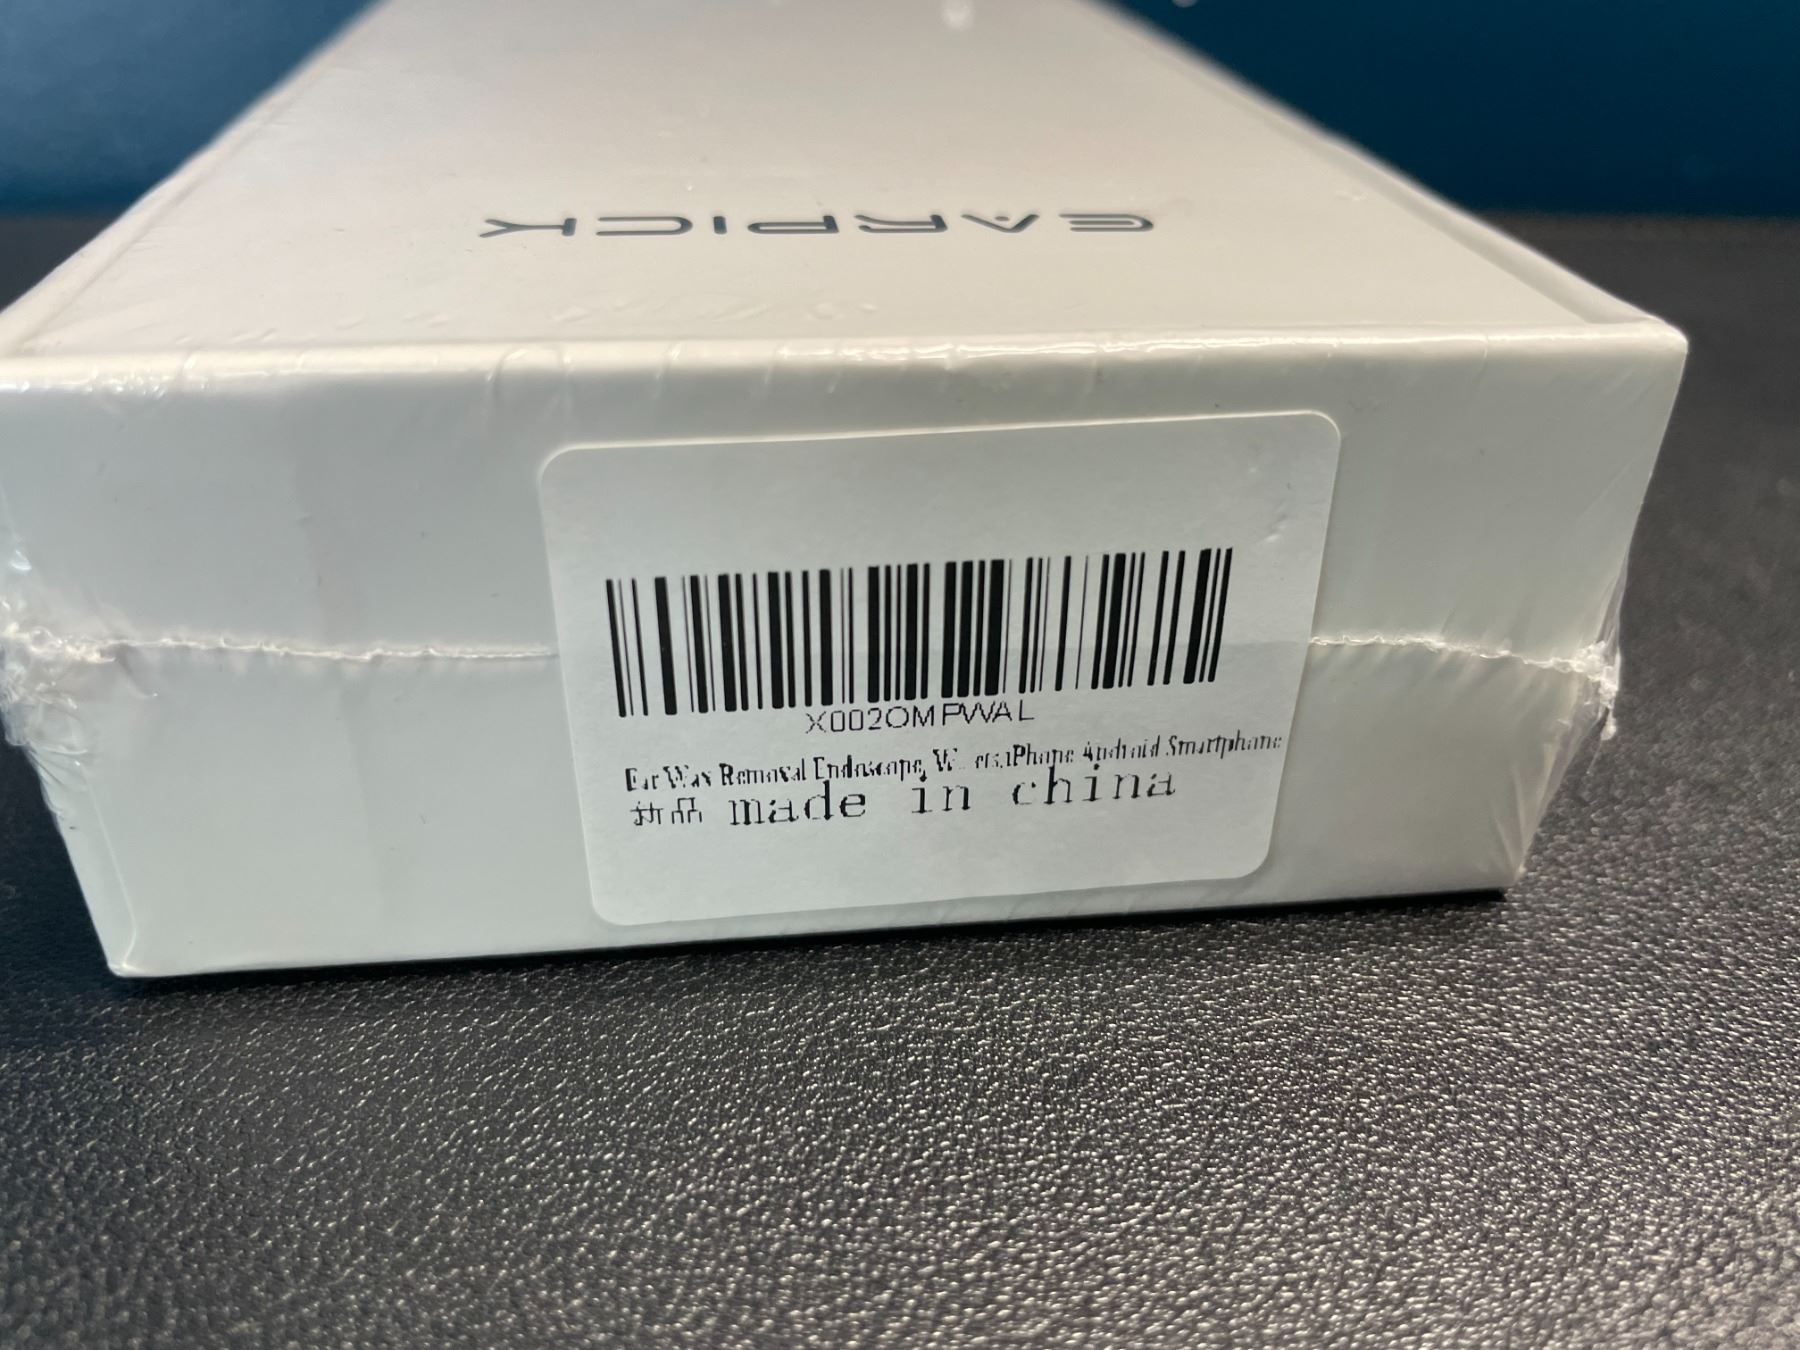 EARPICK
X002OMPWAL
Ear Wax Removal Endoscope, iPhone Android Smartphone
新品 made in china